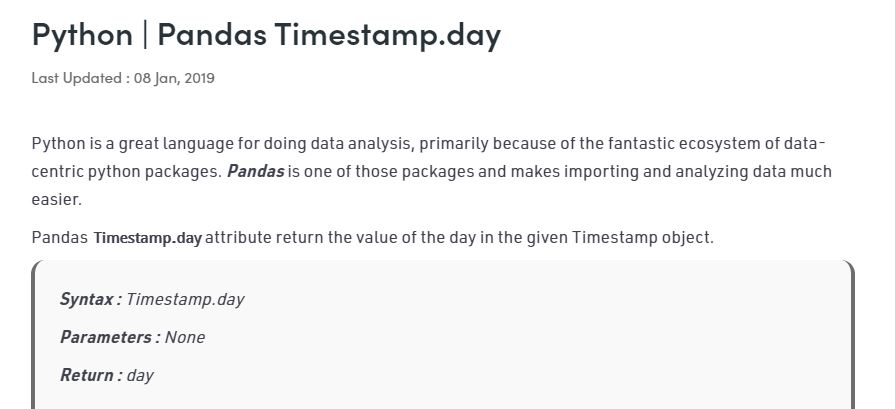 Python | Pandas Timestamp.day
Last Updated : 08 Jan, 2019
Python is a great language for doing data analysis, primarily because of the fantastic ecosystem of data-
centric python packages. Pandas is one of those packages and makes importing and analyzing data much
easier.
Pandas Timestamp.day attribute return the value of the day in the given Timestamp object.
Syntax : Timestamp.day
Parameters : None
Return : day